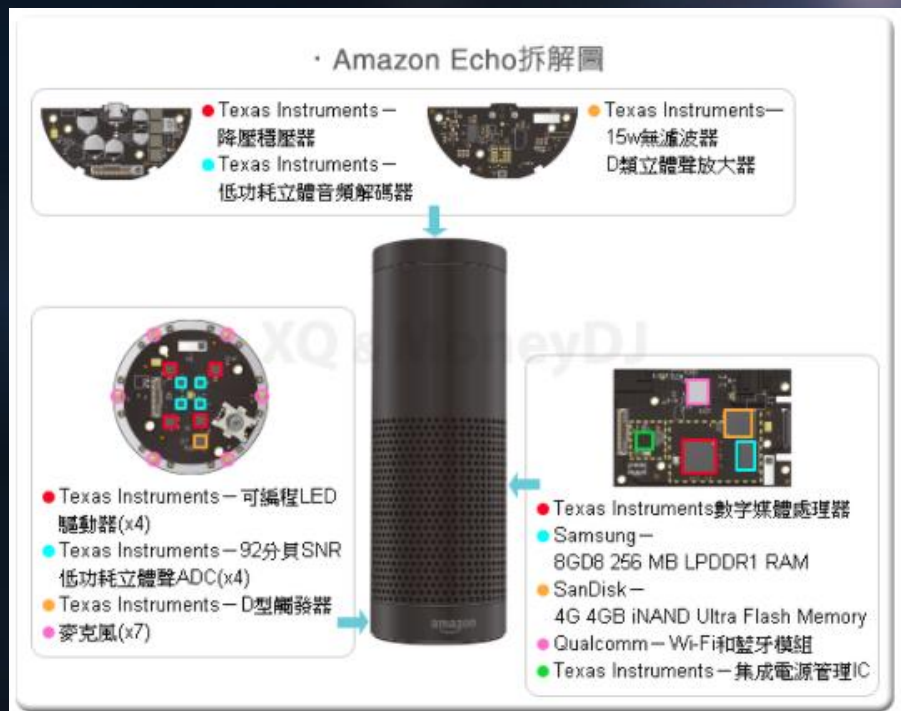 · Amazon Echo拆解圖
Texas Instruments－
降壓穩壓器
Texas Instruments－
低功耗立體音頻解碼器
Texas Instruments－
15w無濾波器
D類立體聲放大器
XQ & MoneyDJ
Texas Instruments－可編程LED
驅動器(x4)
Texas Instruments－92分貝SNR
低功耗立體聲ADC(x4)
Texas Instruments－D型觸發器
麥克風(x7)
amazon
Texas Instruments數字媒體處理器
Samsung－
8GD8 256 MB LPDDR1 RAM
SanDisk－
4G 4GB iNAND Ultra Flash Memory
Qualcomm－Wi-Fi和藍牙模組
Texas Instruments－集成電源管理IC